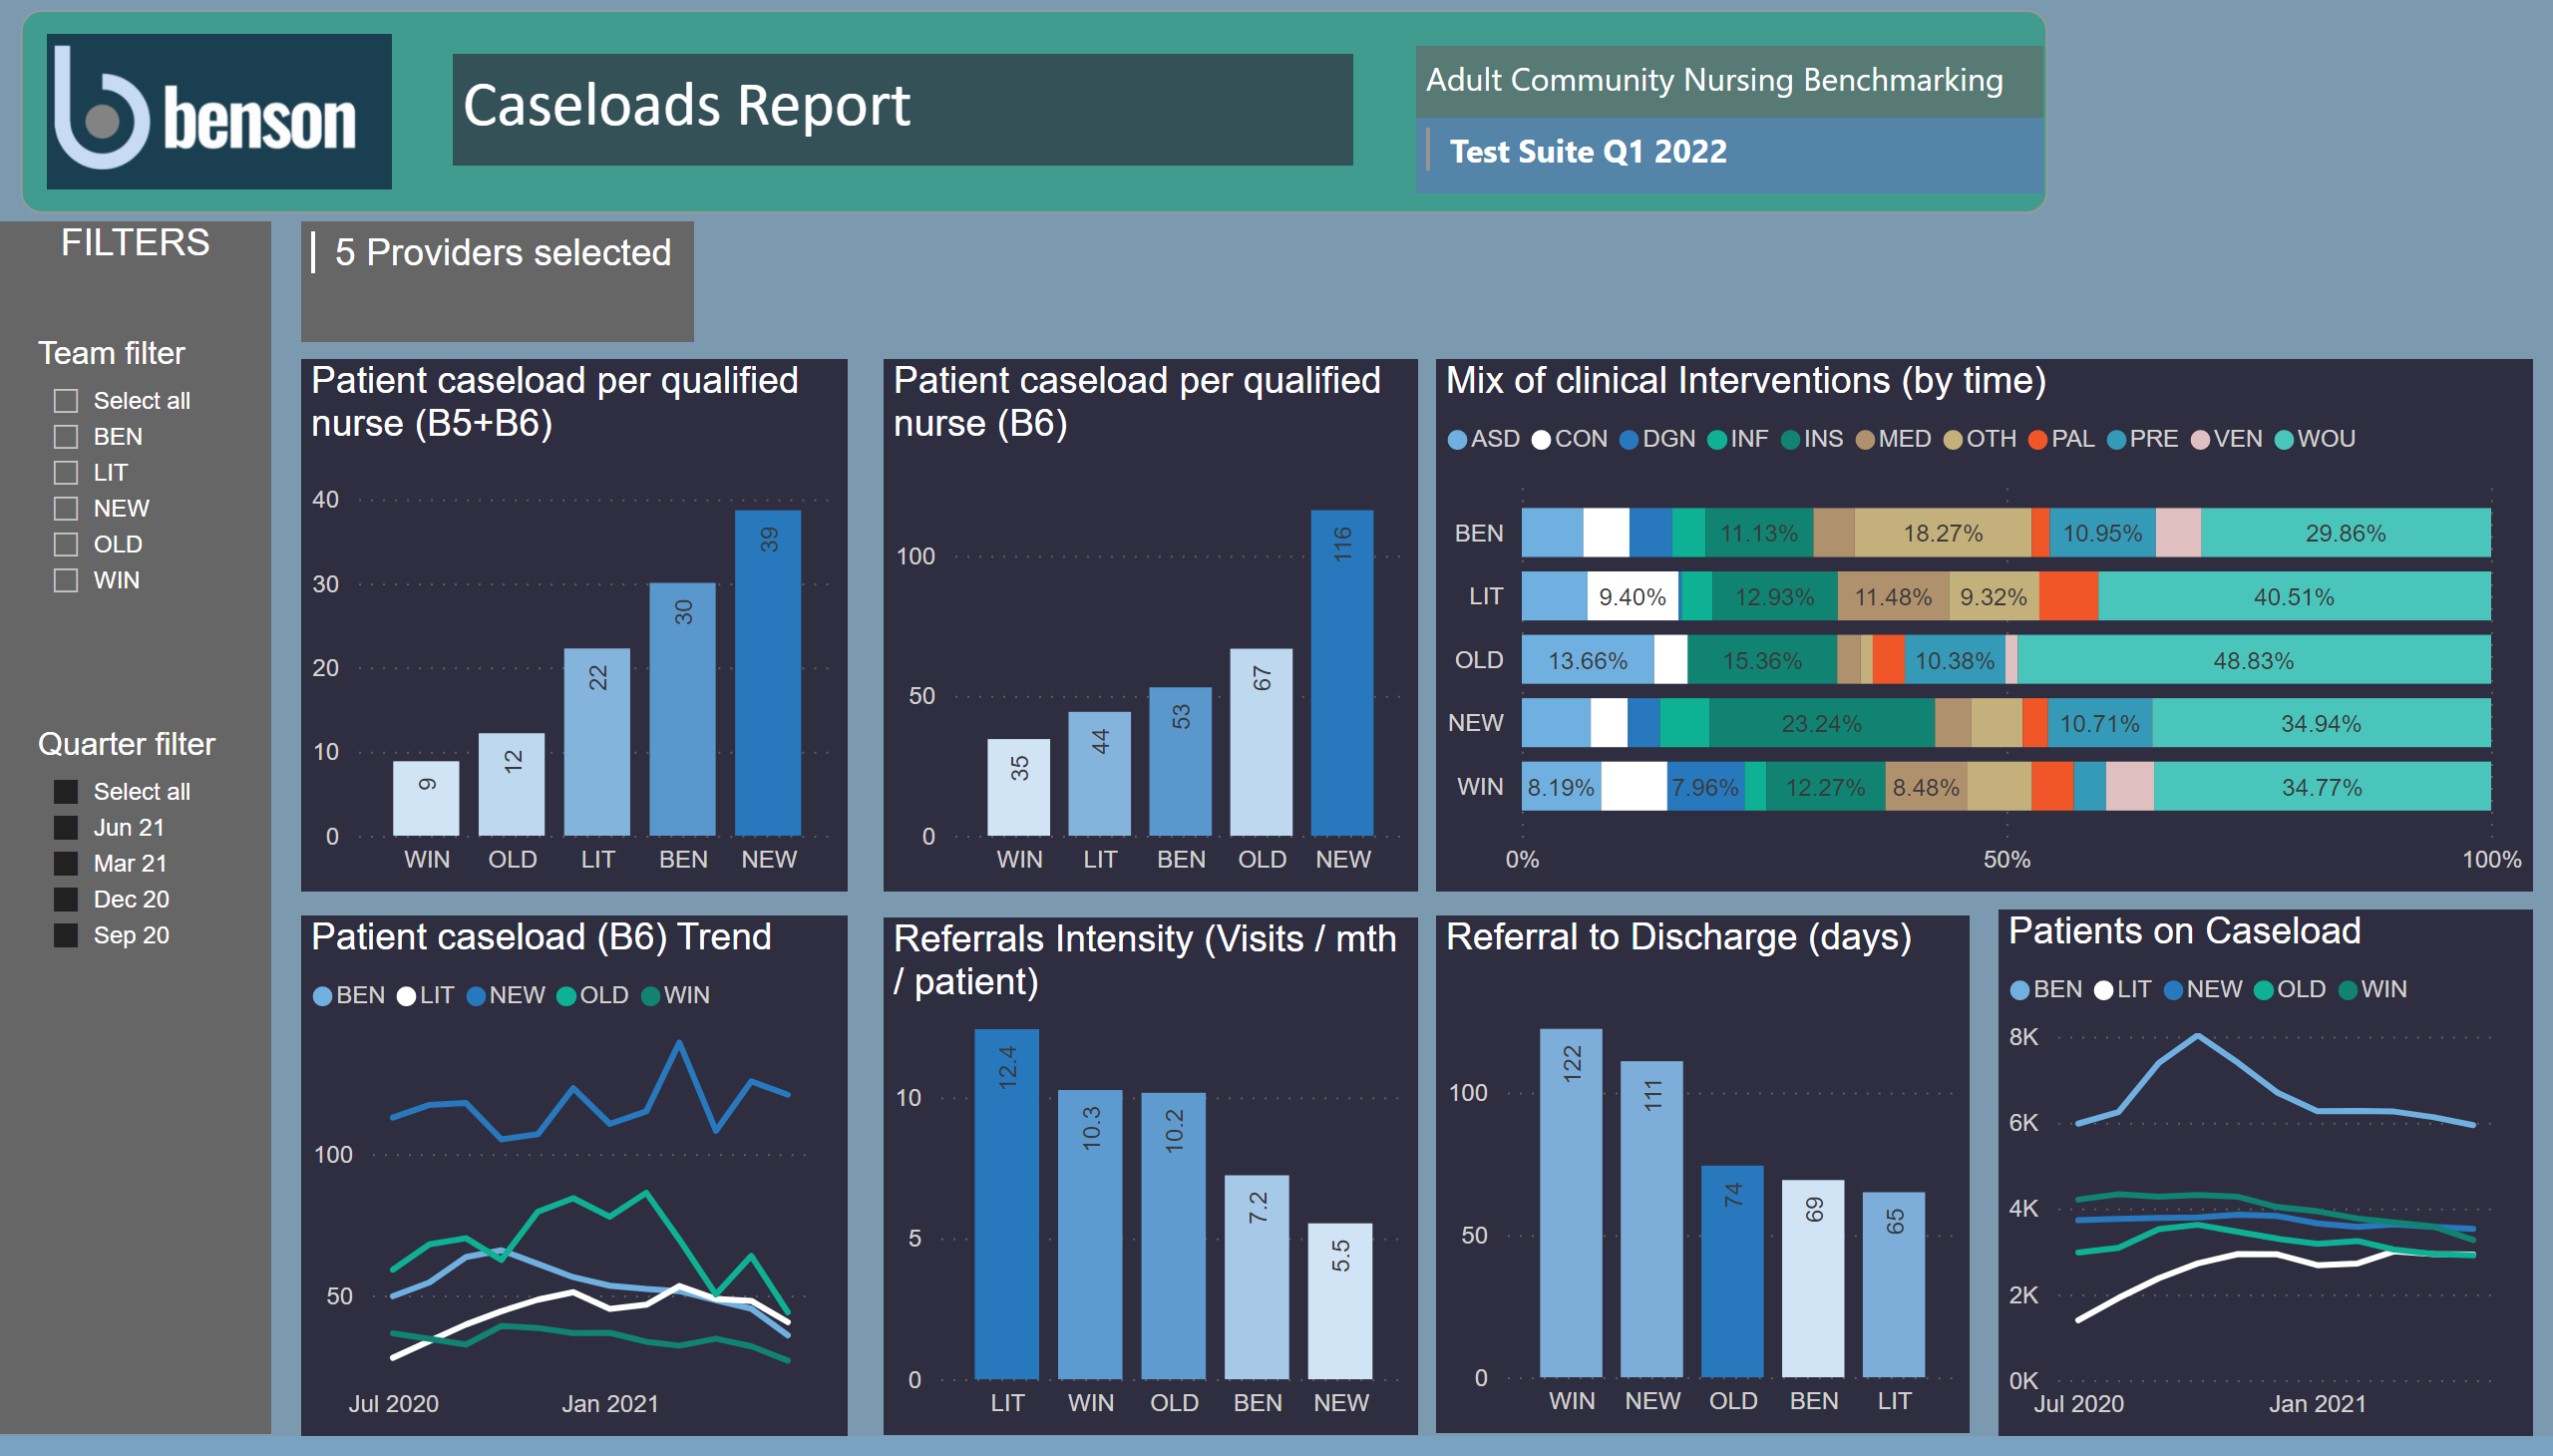 benson
Caseloads Report
Adult Community Nursing Benchmarking
Test Suite Q1 2022
FILTERS
5 Providers selected
Team filter
Select all
BEN
LIT
NEW
OLD
WIN
Quarter filter
Select all
Jun 21
Mar 21
Dec 20
Sep 20
Patient caseload per qualified
nurse (B5+B6)
40
30
20
10
0
9
12
22
30
39
WIN OLD LIT BEN NEW
Patient caseload per qualified
nurse (B6)
100
50
0
35
44
53
67
116
WIN LIT BEN OLD NEW
Mix of clinical Interventions (by time)
ASD CON DGN INF INS MED OTH PAL PRE VEN WOU
BEN 11.13% 18.27% 10.95% 29.86%
LIT 9.40% 12.93% 11.48% 9.32% 40.51%
OLD 13.66% 15.36% 10.38% 48.83%
NEW 23.24% 10.71% 34.94%
WIN 8.19% 7.96% 12.27% 8.48% 34.77%
0% 50% 100%
Patient caseload (B6) Trend
BEN LIT NEW OLD WIN
100
50
Jul 2020 Jan 2021
Referrals Intensity (Visits / mth
/ patient)
10
5
0
12.4
10.3
10.2
7.2
5.5
LIT WIN OLD BEN NEW
Referral to Discharge (days)
100
50
0
122
111
74
69
65
WIN NEW OLD BEN LIT
Patients on Caseload
BEN LIT NEW OLD WIN
8K
6K
4K
2K
0K
Jul 2020 Jan 2021